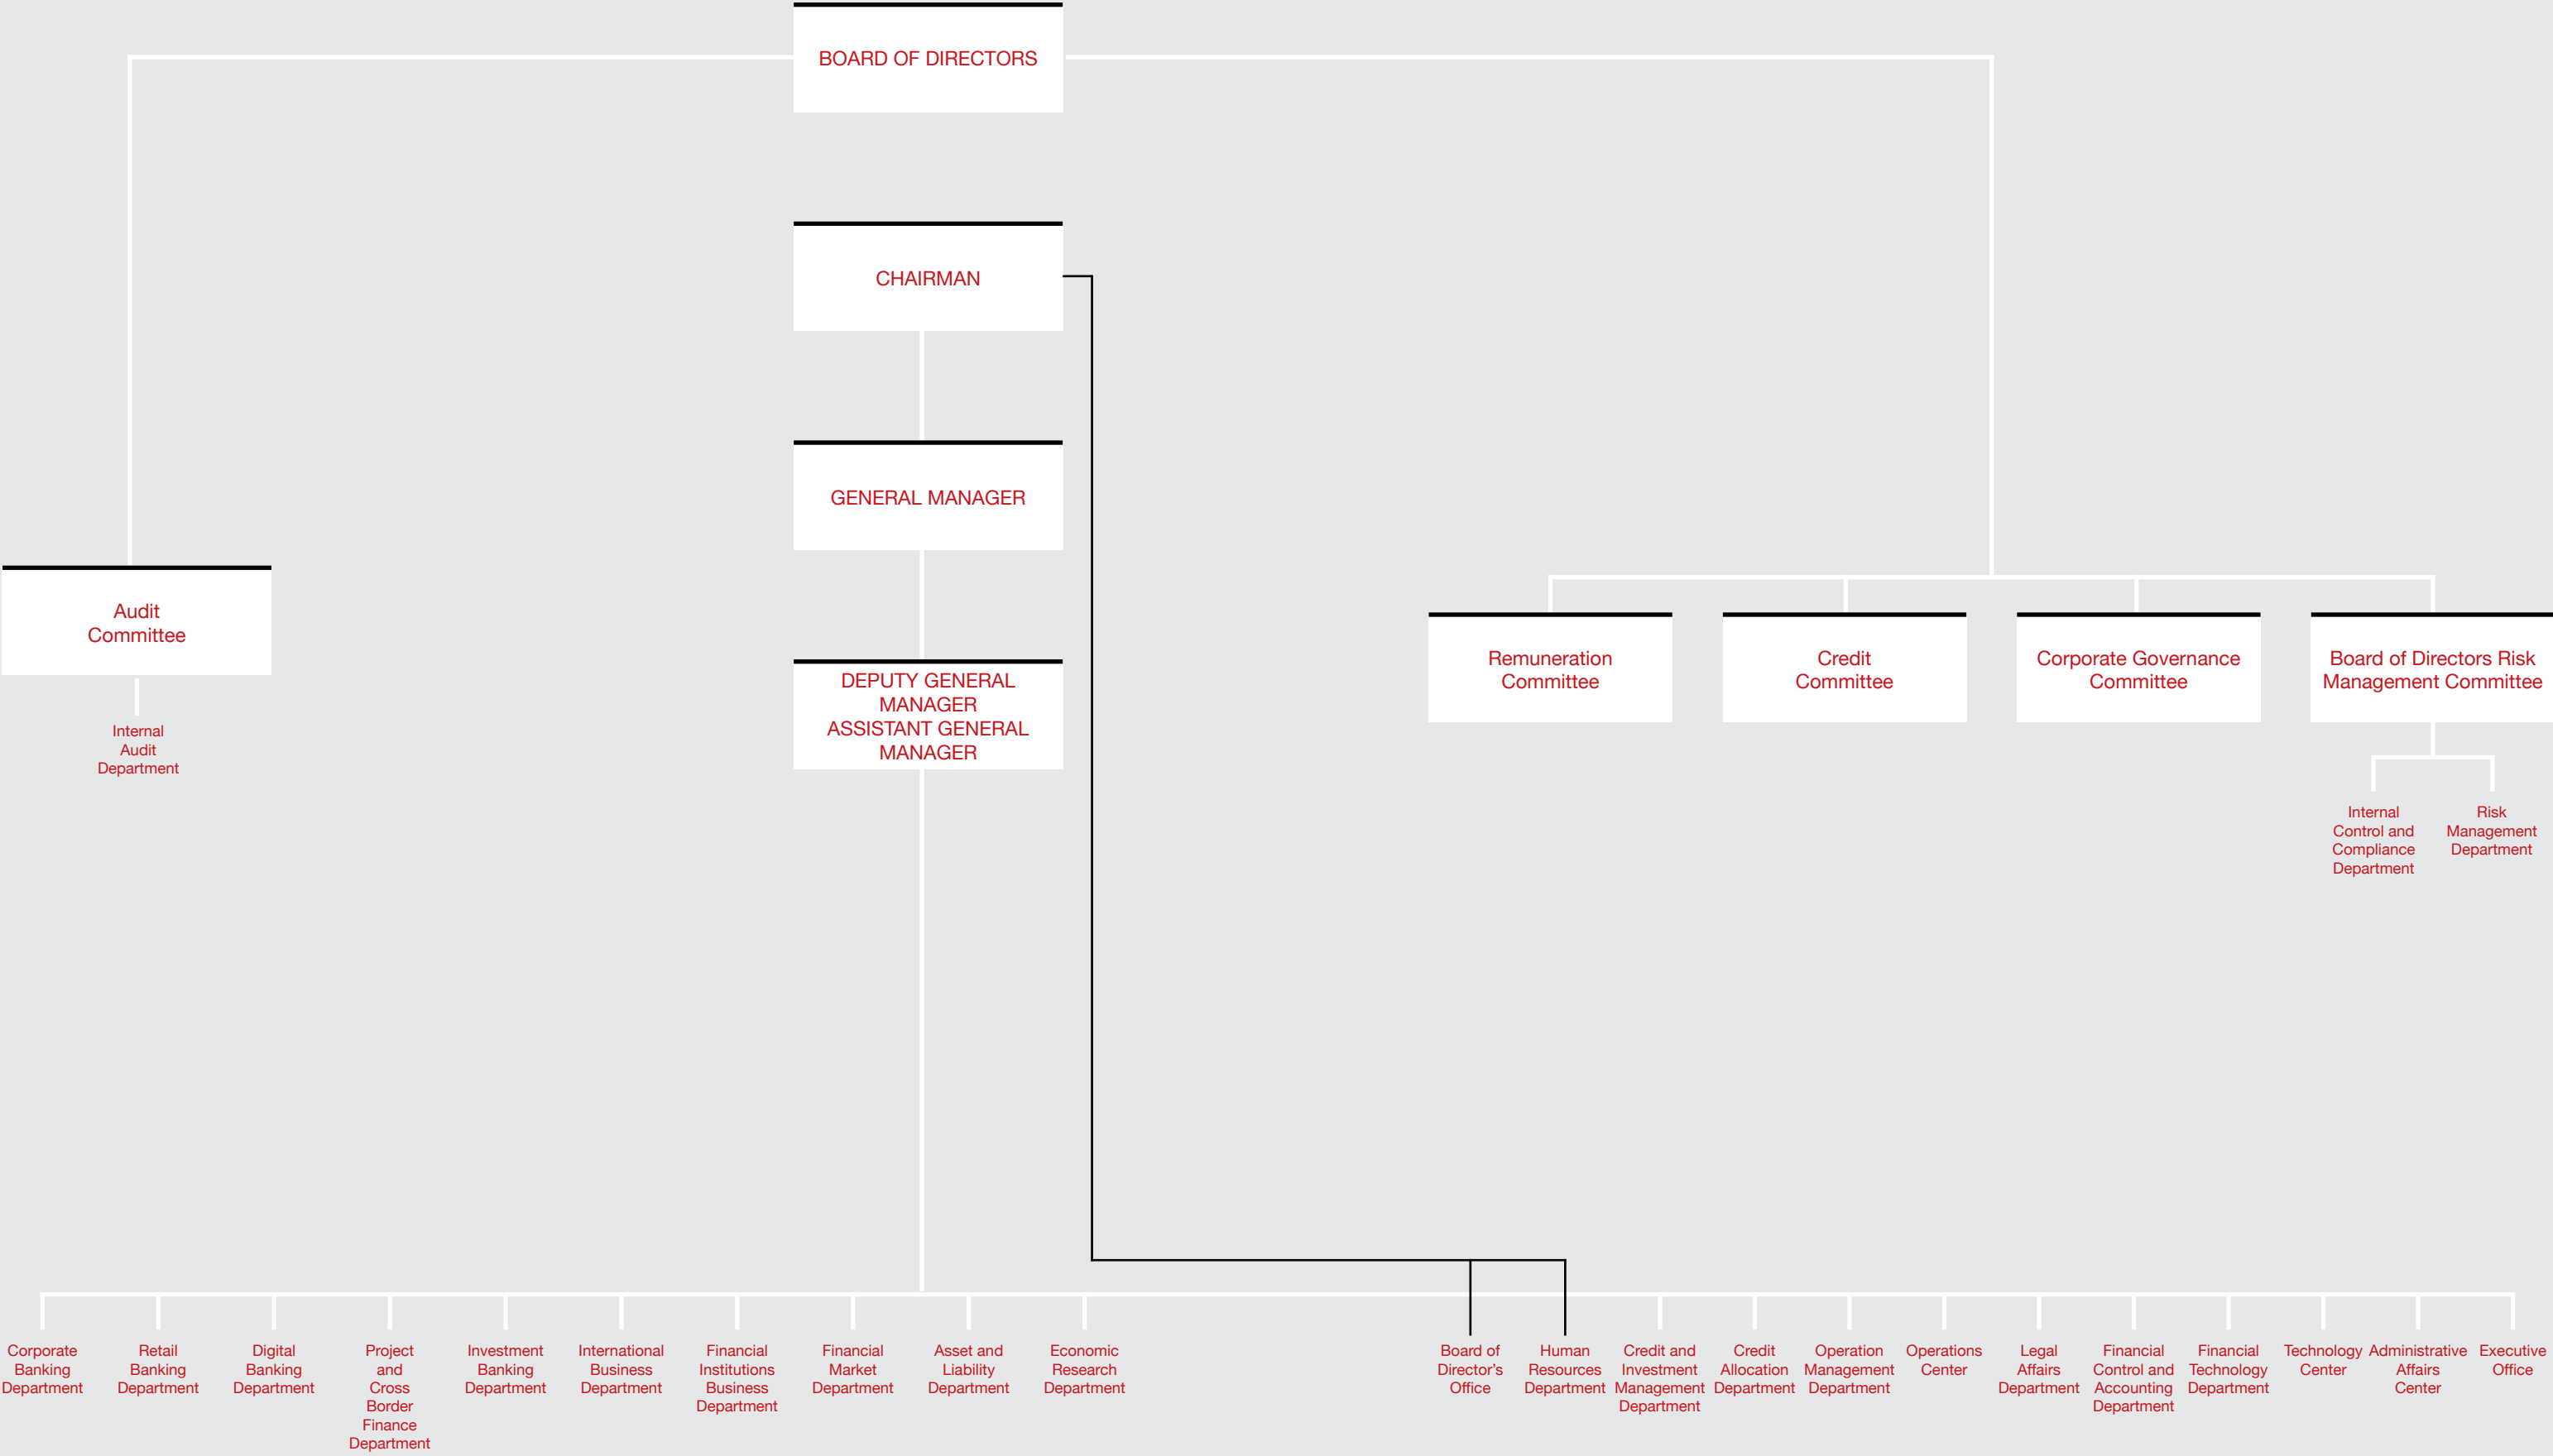 BOARD OF DIRECTORS
CHAIRMAN
GENERAL MANAGER
Audit
Committee
Internal
Audit
Department
DEPUTY GENERAL
MANAGER
ASSISTANT GENERAL
MANAGER
Remuneration
Committee
Credit
Committee
Corporate Governance
Committee
Board of Directors Risk
Management Committee
Internal
Control and
Compliance
Department
Risk
Management
Department
Corporate
Banking
Department
Retail
Banking
Department
Digital
Banking
Department
Project
and
Cross
Border
Finance
Department
Investment
Banking
Department
International
Business
Department
Financial
Institutions
Business
Department
Financial
Market
Department
Asset and
Liability
Department
Economic
Research
Department
Board of
Director's
Office
Human
Resources
Department
Credit and
Investment
Management
Department
Credit
Allocation
Department
Operation
Management
Department
Operations
Center
Legal
Affairs
Department
Financial
Control and
Accounting
Department
Financial
Technology
Department
Technology
Center
Administrative
Affairs
Center
Executive
Office